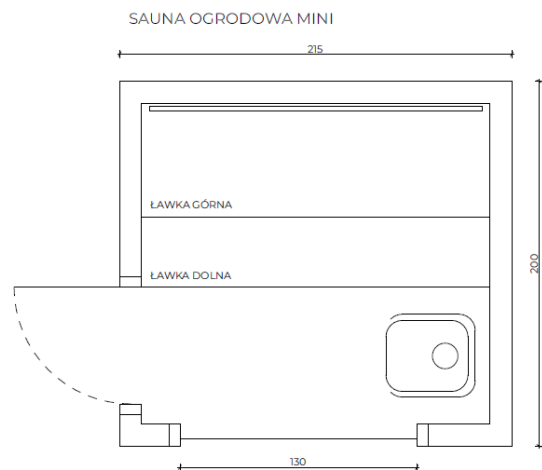 SAUNA OGRODOWA MINI
215
ŁAWKA GÓRNA
200
ŁAWKA DOLNA
130